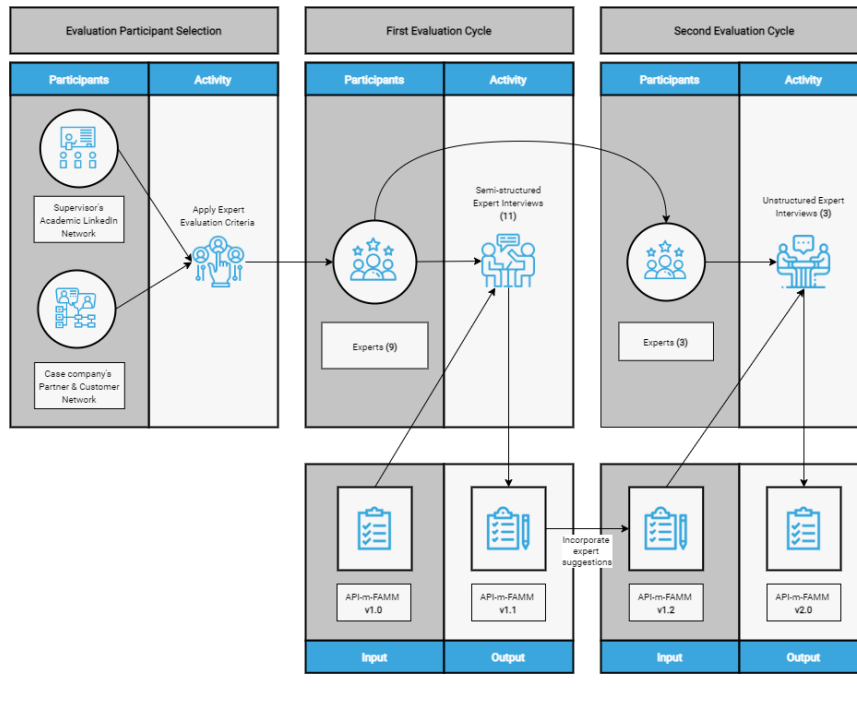 Evaluation Participant Selection
First Evaluation Cycle
Second Evaluation Cycle
Participants
Activity
Participants
Activity
Participants
Activity
Supervisor's
Academic LinkedIn
Network
Case company's
Partner & Customer
Network
Apply Expert
Evaluation Criteria
Experts (9)
Semi-structured
Expert Interviews
(11)
Experts (3)
Unstructured Expert
Interviews (3)
API-m-FAMM
v1.0
API-m-FAMM
v1.1
Incorporate
expert
suggestions
API-m-FAMM
v1.2
API-m-FAMM
v2.0
Input
Output
Input
Output